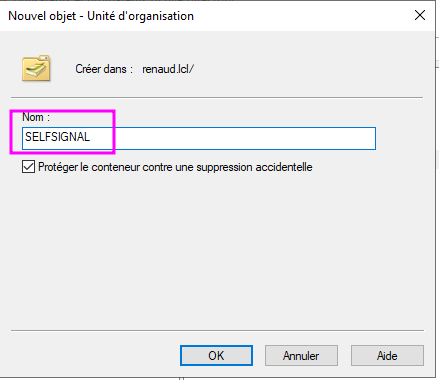 Nouvel objet - Unité d'organisation
Créer dans : renaud.lcl/
Nom :
SELFSIGNAL
Protéger le conteneur contre une suppression accidentelle
OK Annuler Aide